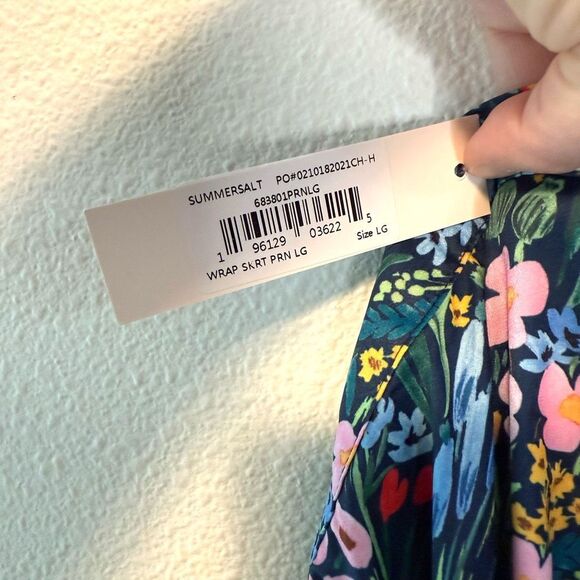 SUMMERSALT PO#0210182021CH-H
683801PRNLG
1 96129 03622 5
WRAP SKRT PRN LG Size LG